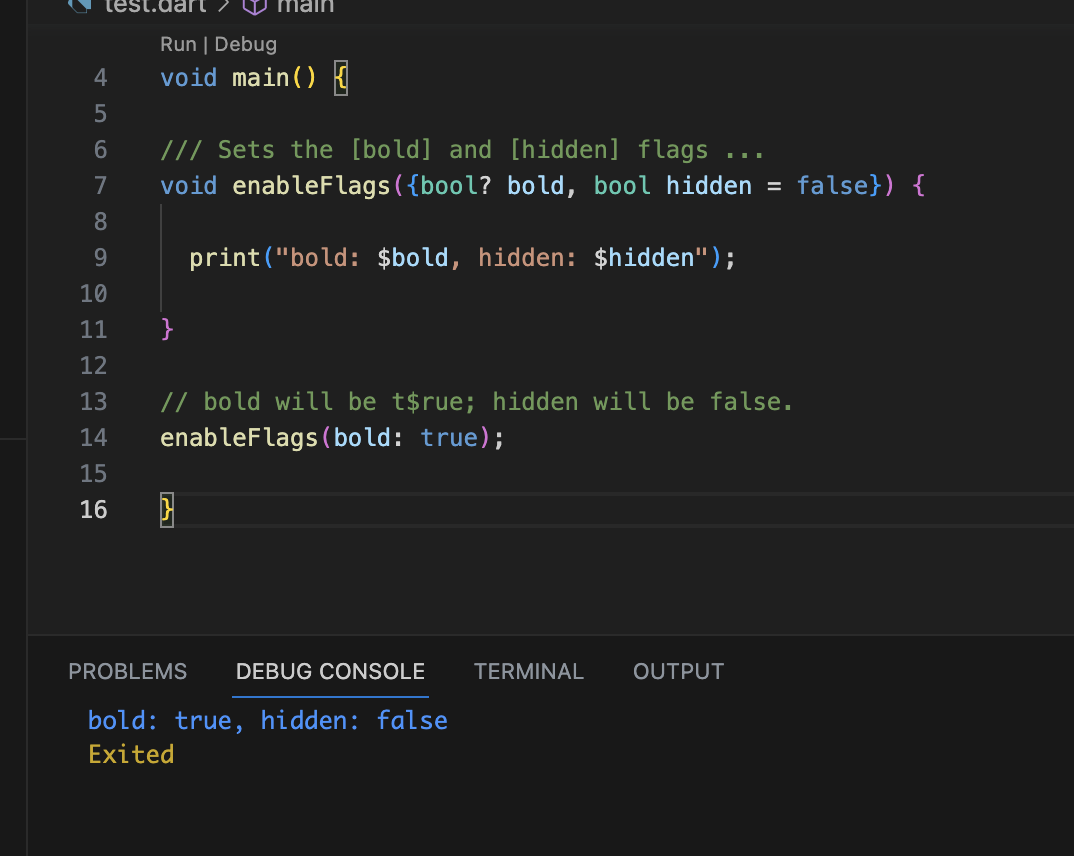 test.dart > main
Run | Debug
4 void main() {
5
6 /// Sets the [bold] and [hidden] flags ...
7 void enableFlags({bool? bold, bool hidden = false}) {
8
9 print("bold: $bold, hidden: $hidden");
10
11 }
12
13 // bold will be t$rue; hidden will be false.
14 enableFlags(bold: true);
15
16 }
PROBLEMS DEBUG CONSOLE TERMINAL OUTPUT
bold: true, hidden: false
Exited